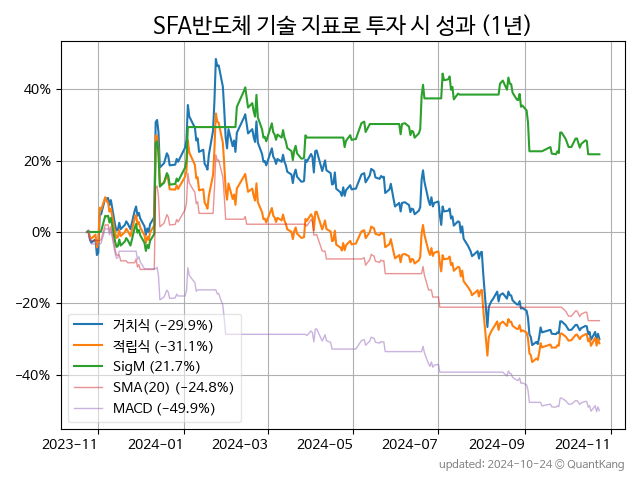 SFA반도체 기술 지표로 투자 시 성과 (1년)
40%
20%
0%
−20%
−40%
거치식 (−29.9%)
적립식 (−31.1%)
SigM (21.7%)
SMA(20) (−24.8%)
MACD (−49.9%)
2023-11
2024-01
2024-03
2024-05
2024-07
2024-09
2024-11
updated: 2024-10-24 © QuantKang